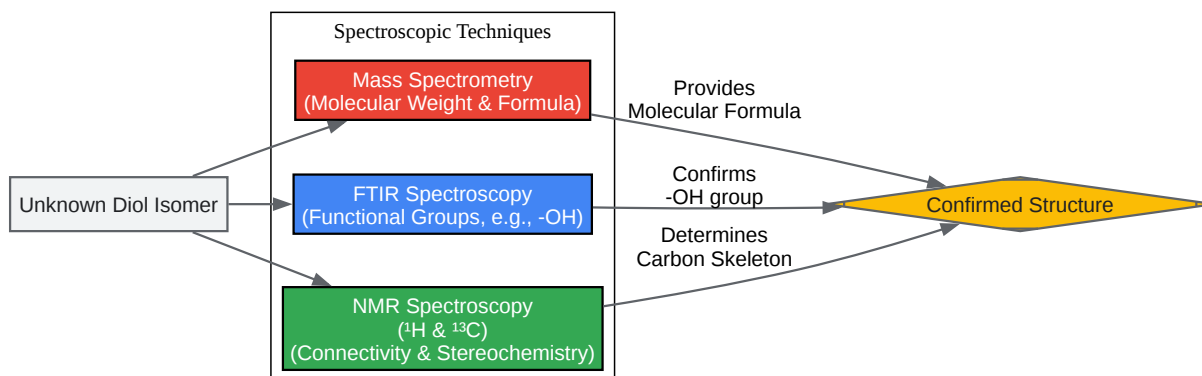 Spectroscopic Techniques
Mass Spectrometry
(Molecular Weight & Formula)
Provides
Molecular Formula
Unknown Diol Isomer
FTIR Spectroscopy
(Functional Groups, e.g., -OH)
Confirms
-OH group
Confirmed Structure
NMR Spectroscopy
(¹H & ¹³C)
(Connectivity & Stereochemistry)
Determines
Carbon Skeleton